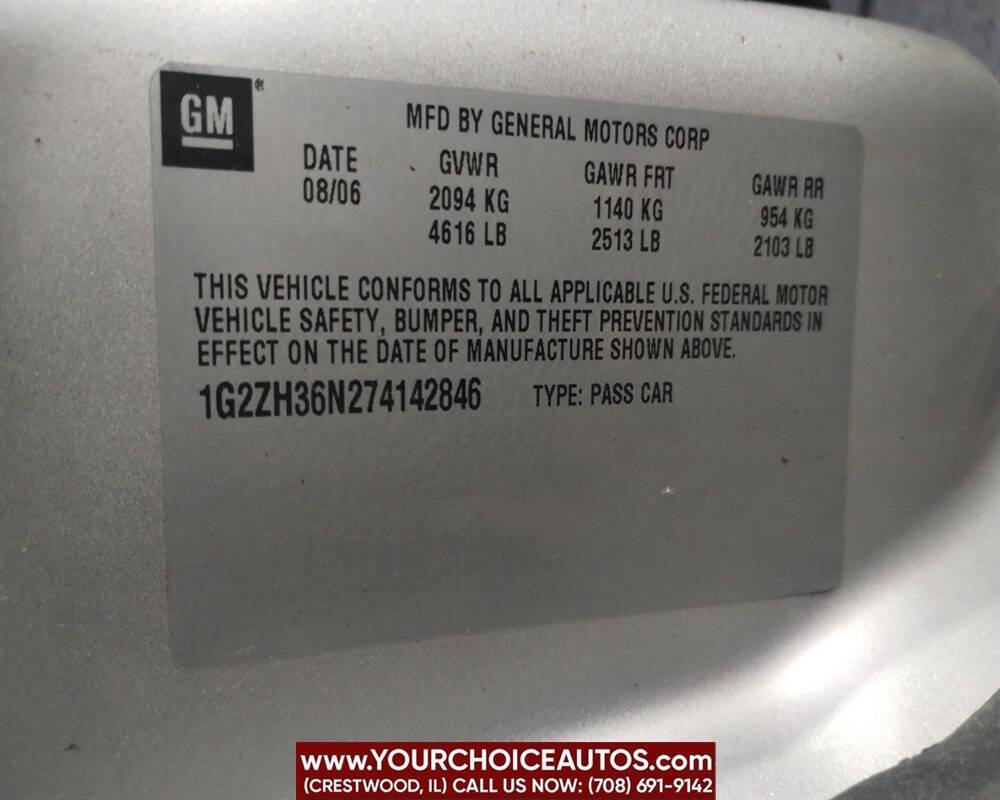 GM®
MFD BY GENERAL MOTORS CORP
DATE GVWR GAWR FRT GAWR RR
08/06 2094 KG 1140 KG 954 KG
4616 LB 2513 LB 2103 LB
THIS VEHICLE CONFORMS TO ALL APPLICABLE U.S. FEDERAL MOTOR
VEHICLE SAFETY, BUMPER, AND THEFT PREVENTION STANDARDS IN
EFFECT ON THE DATE OF MANUFACTURE SHOWN ABOVE.
1G2ZH36N274142846 TYPE: PASS CAR
www.YOURCHOICEAUTOS.com
(CRESTWOOD, IL) CALL US NOW: (708) 691-9142